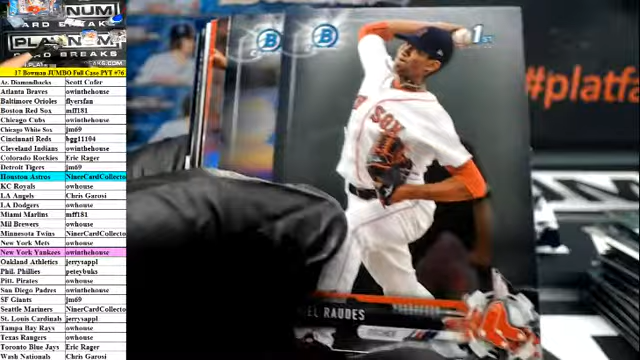 NUM
CARD BREAKS
PLATINUM
CARD BREAKS
17 Bowman JUMBO Full Case PYT #76
Az. Diamondbacks Scott Cofer
Atlanta Braves owinthehouse
Baltimore Orioles flyersfan
Boston Red Sox mff181
Chicago Cubs owinthehouse
Chicago White Sox jm69
Cincinnati Reds bgg11104
Cleveland Indians owinthehouse
Colorado Rockies Eric Rager
Detroit Tigers jm69
Houston Astros NinerCardCollecto
KC Royals owhouse
LA Angels Chris Garosi
LA Dodgers owhouse
Miami Marlins mff181
Mil Brewers owhouse
Minnesota Twins NinerCardCollecto
New York Mets owhouse
New York Yankees owinthehouse
Oakland Athletics jerrysappl
Phil. Phillies peteybuks
Pitt. Pirates owhouse
San Diego Padres owinthehouse
SF Giants jm69
Seattle Mariners NinerCardCollecto
St. Louis Cardinals jerrysappl
Tampa Bay Rays owhouse
Texas Rangers owhouse
Toronto Blue Jays Eric Rager
Wash Nationals Chris Garosi
B
B
1st
SOX
EL RAUDES
#platf